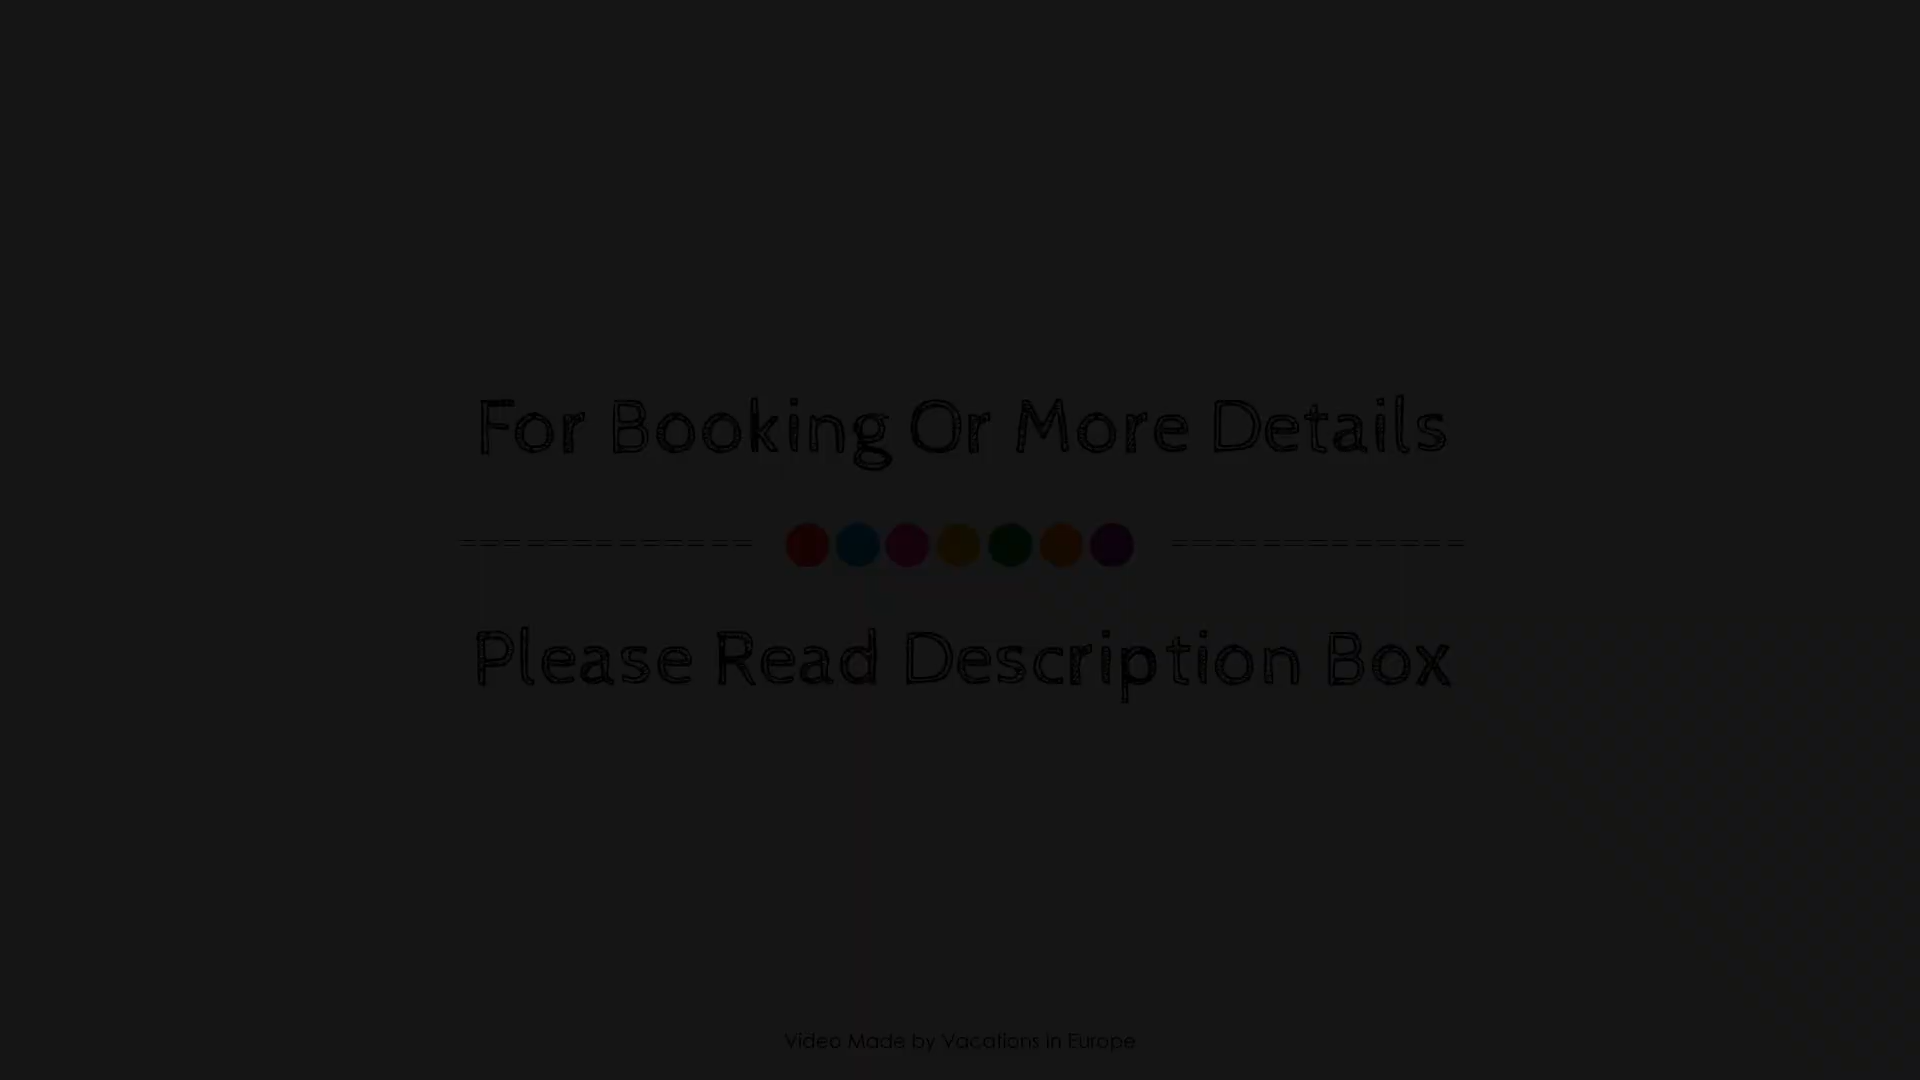 For Booking Or More Details
Please Read Description Box
Video Made by Vacations in Europe